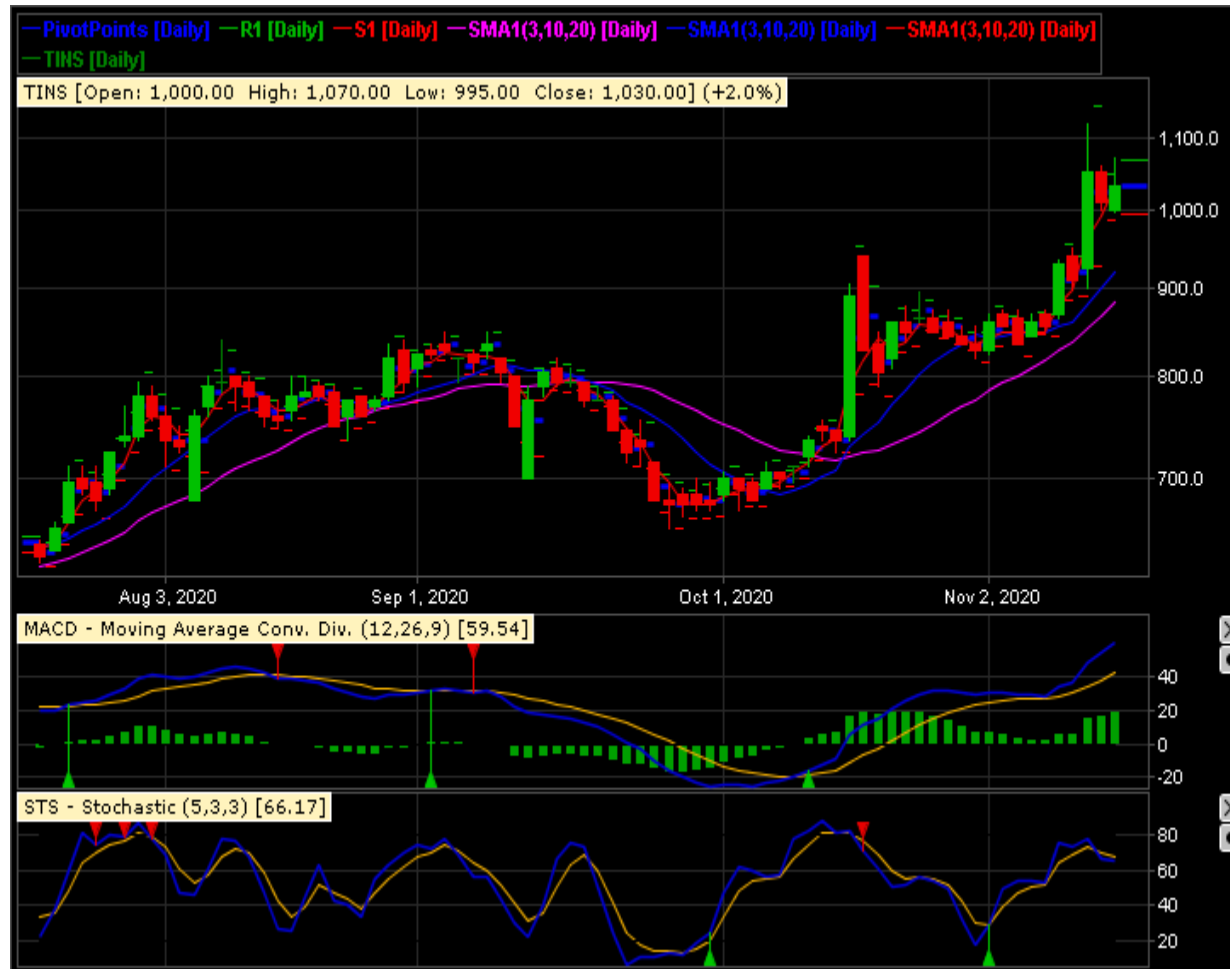 PivotPoints [Daily] R1 [Daily] S1 [Daily] SMA1(3,10,20) [Daily] SMA1(3,10,20) [Daily] SMA1(3,10,20) [Daily]
TINS [Daily]
TINS [Open: 1,000.00 High: 1,070.00 Low: 995.00 Close: 1,030.00] (+2.0%)
1,100.0
1,000.0
900.0
800.0
700.0
Aug 3, 2020 Sep 1, 2020 Oct 1, 2020 Nov 2, 2020
MACD - Moving Average Conv. Div. (12,26,9) [59.54]
40
20
0
-20
STS - Stochastic (5,3,3) [66.17]
80
60
40
20